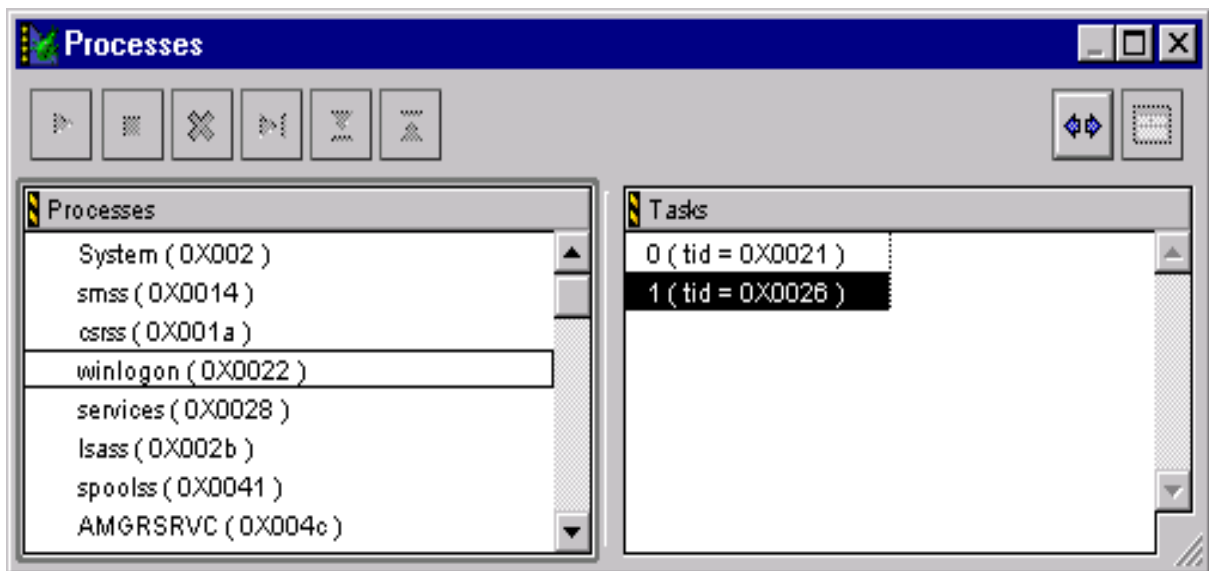 Processes
Processes
System ( 0X002 )
smss ( 0X0014 )
csrss ( 0X001a )
winlogon ( 0X0022 )
services ( 0X0028 )
lsass ( 0X002b )
spoolss ( 0X0041 )
AMGRSRVC ( 0X004c )
Tasks
0 ( tid = 0X0021 )
1 ( tid = 0X0026 )